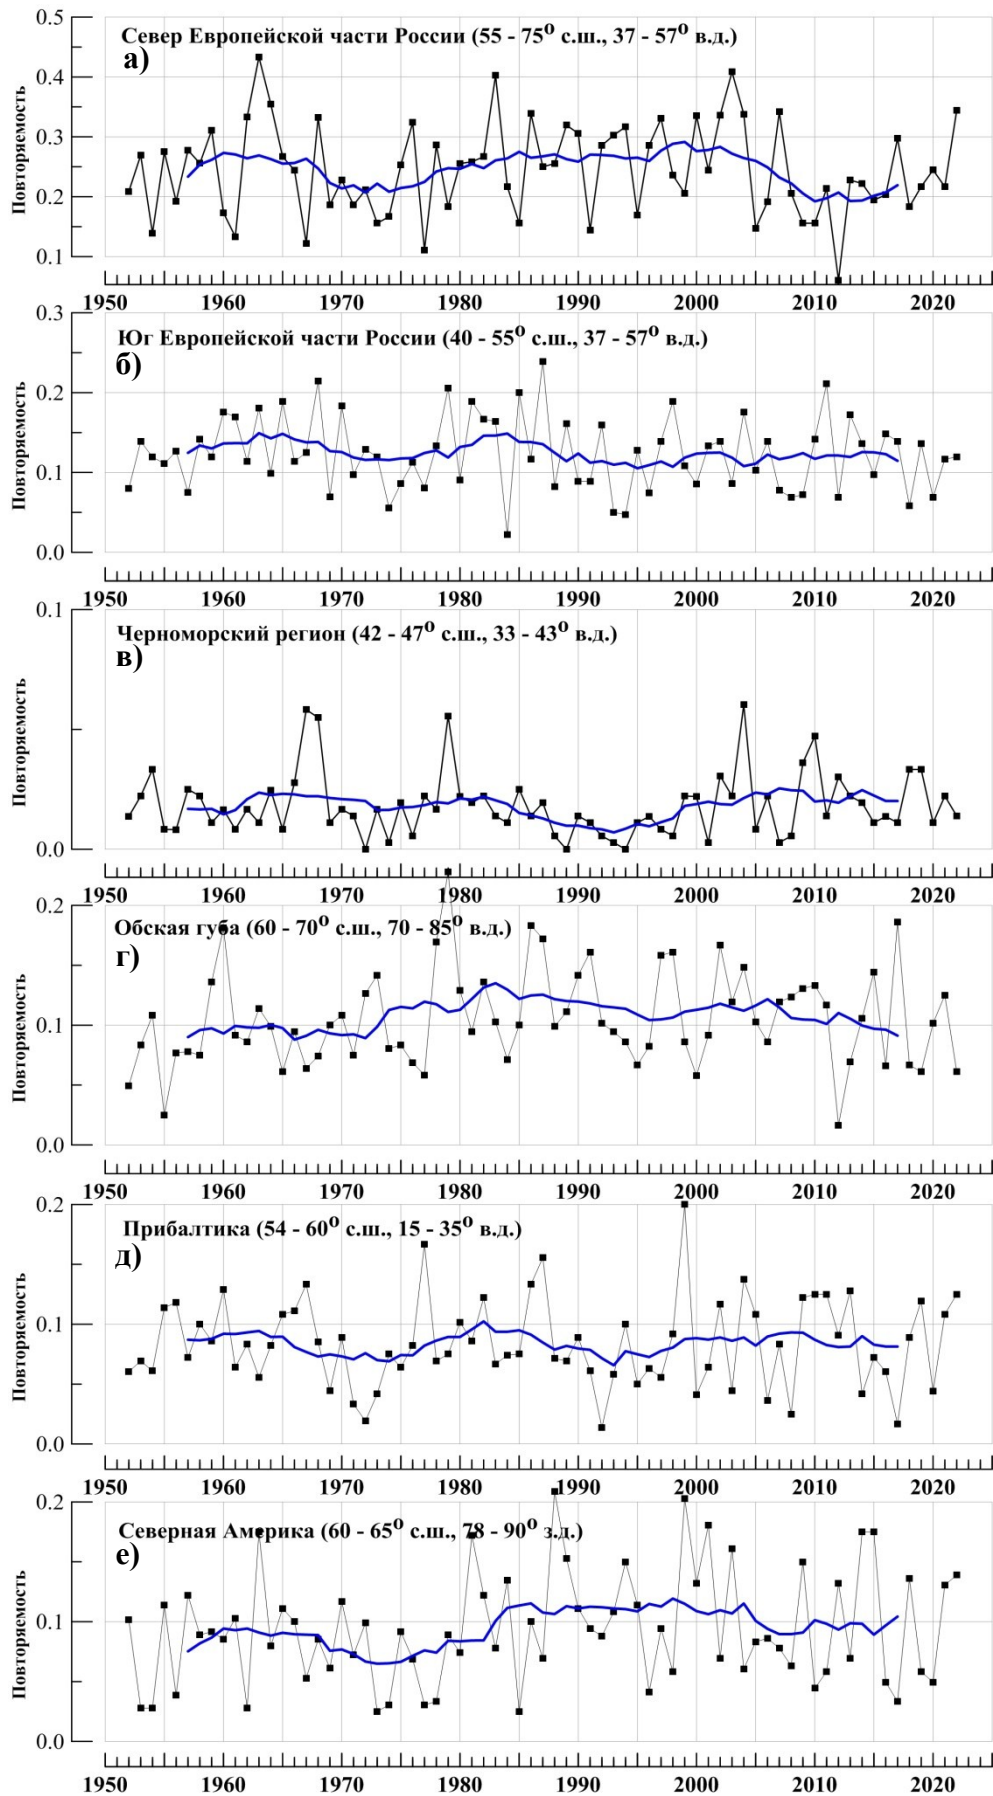 0.5
Север Европейской части России (55 - 75⁰ с.ш., 37 - 57⁰ в.д.)
а)
0.4
0.3
0.2
0.1
Повторяемость
1950 1960 1970 1980 1990 2000 2010 2020
0.3
Юг Европейской части России (40 - 55⁰ с.ш., 37 - 57⁰ в.д.)
б)
0.2
0.1
0.0
Повторяемость
1950 1960 1970 1980 1990 2000 2010 2020
0.1
Черноморский регион (42 - 47⁰ с.ш., 33 - 43⁰ в.д.)
в)
0.0
Повторяемость
1950 1960 1970 1980 1990 2000 2010 2020
0.2
Обская губа (60 - 70⁰ с.ш., 70 - 85⁰ в.д.)
г)
0.1
0.0
Повторяемость
1950 1960 1970 1980 1990 2000 2010 2020
0.2
Прибалтика (54 - 60⁰ с.ш., 15 - 35⁰ в.д.)
д)
0.1
0.0
Повторяемость
1950 1960 1970 1980 1990 2000 2010 2020
0.2
Северная Америка (60 - 65⁰ с.ш., 78 - 90⁰ з.д.)
е)
0.1
0.0
Повторяемость
1950 1960 1970 1980 1990 2000 2010 2020